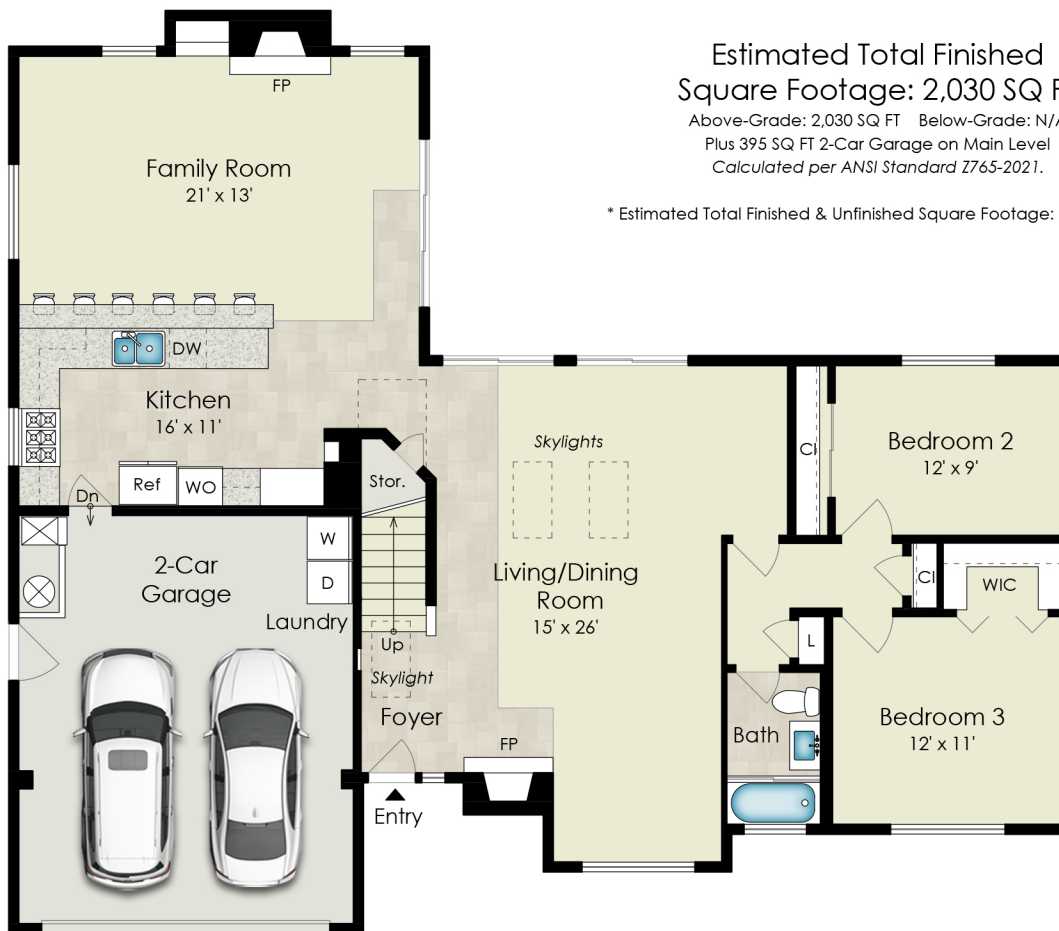 Estimated Total Finished
Square Footage: 2,030 SQ F
Above-Grade: 2,030 SQ FT Below-Grade: N/A
Plus 395 SQ FT 2-Car Garage on Main Level
Calculated per ANSI Standard Z765-2021.
* Estimated Total Finished & Unfinished Square Footage:
FP
Family Room
21' x 13'
DW
Kitchen
16' x 11'
Ref
WO
Dn
Stor.
Skylights
Cl
Bedroom 2
12' x 9'
W
D
2-Car
Garage
Laundry
Living/Dining
Room
15' x 26'
Cl
WIC
Up
Skylight
L
Foyer
FP
Bath
Bedroom 3
12' x 11'
Entry